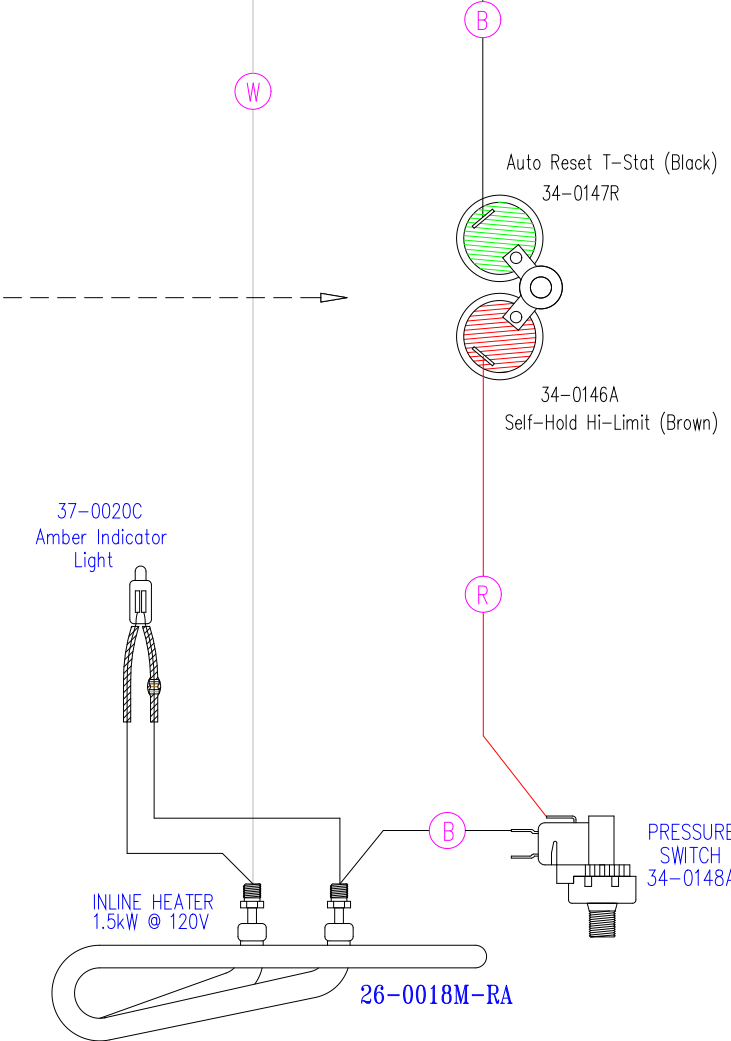 B
W
Auto Reset T-Stat (Black)
34-0147R
34-0146A
Self-Hold Hi-Limit (Brown)
37-0020C
Amber Indicator
Light
R
B
PRESSURE
SWITCH
34-0148A
INLINE HEATER
1.5kW @ 120V
26-0018M-RA